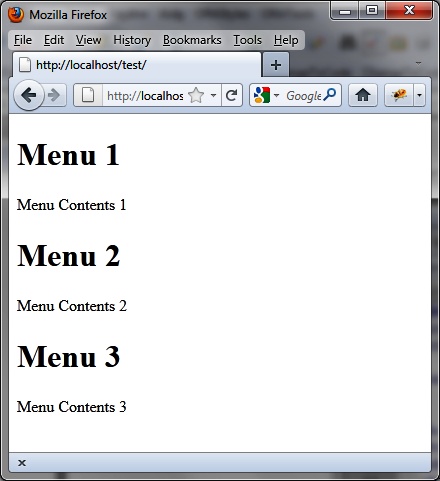 Mozilla Firefox
File Edit View History Bookmarks Tools Help
http://localhost/test/
http://localhos Google
Menu 1
Menu Contents 1
Menu 2
Menu Contents 2
Menu 3
Menu Contents 3
x